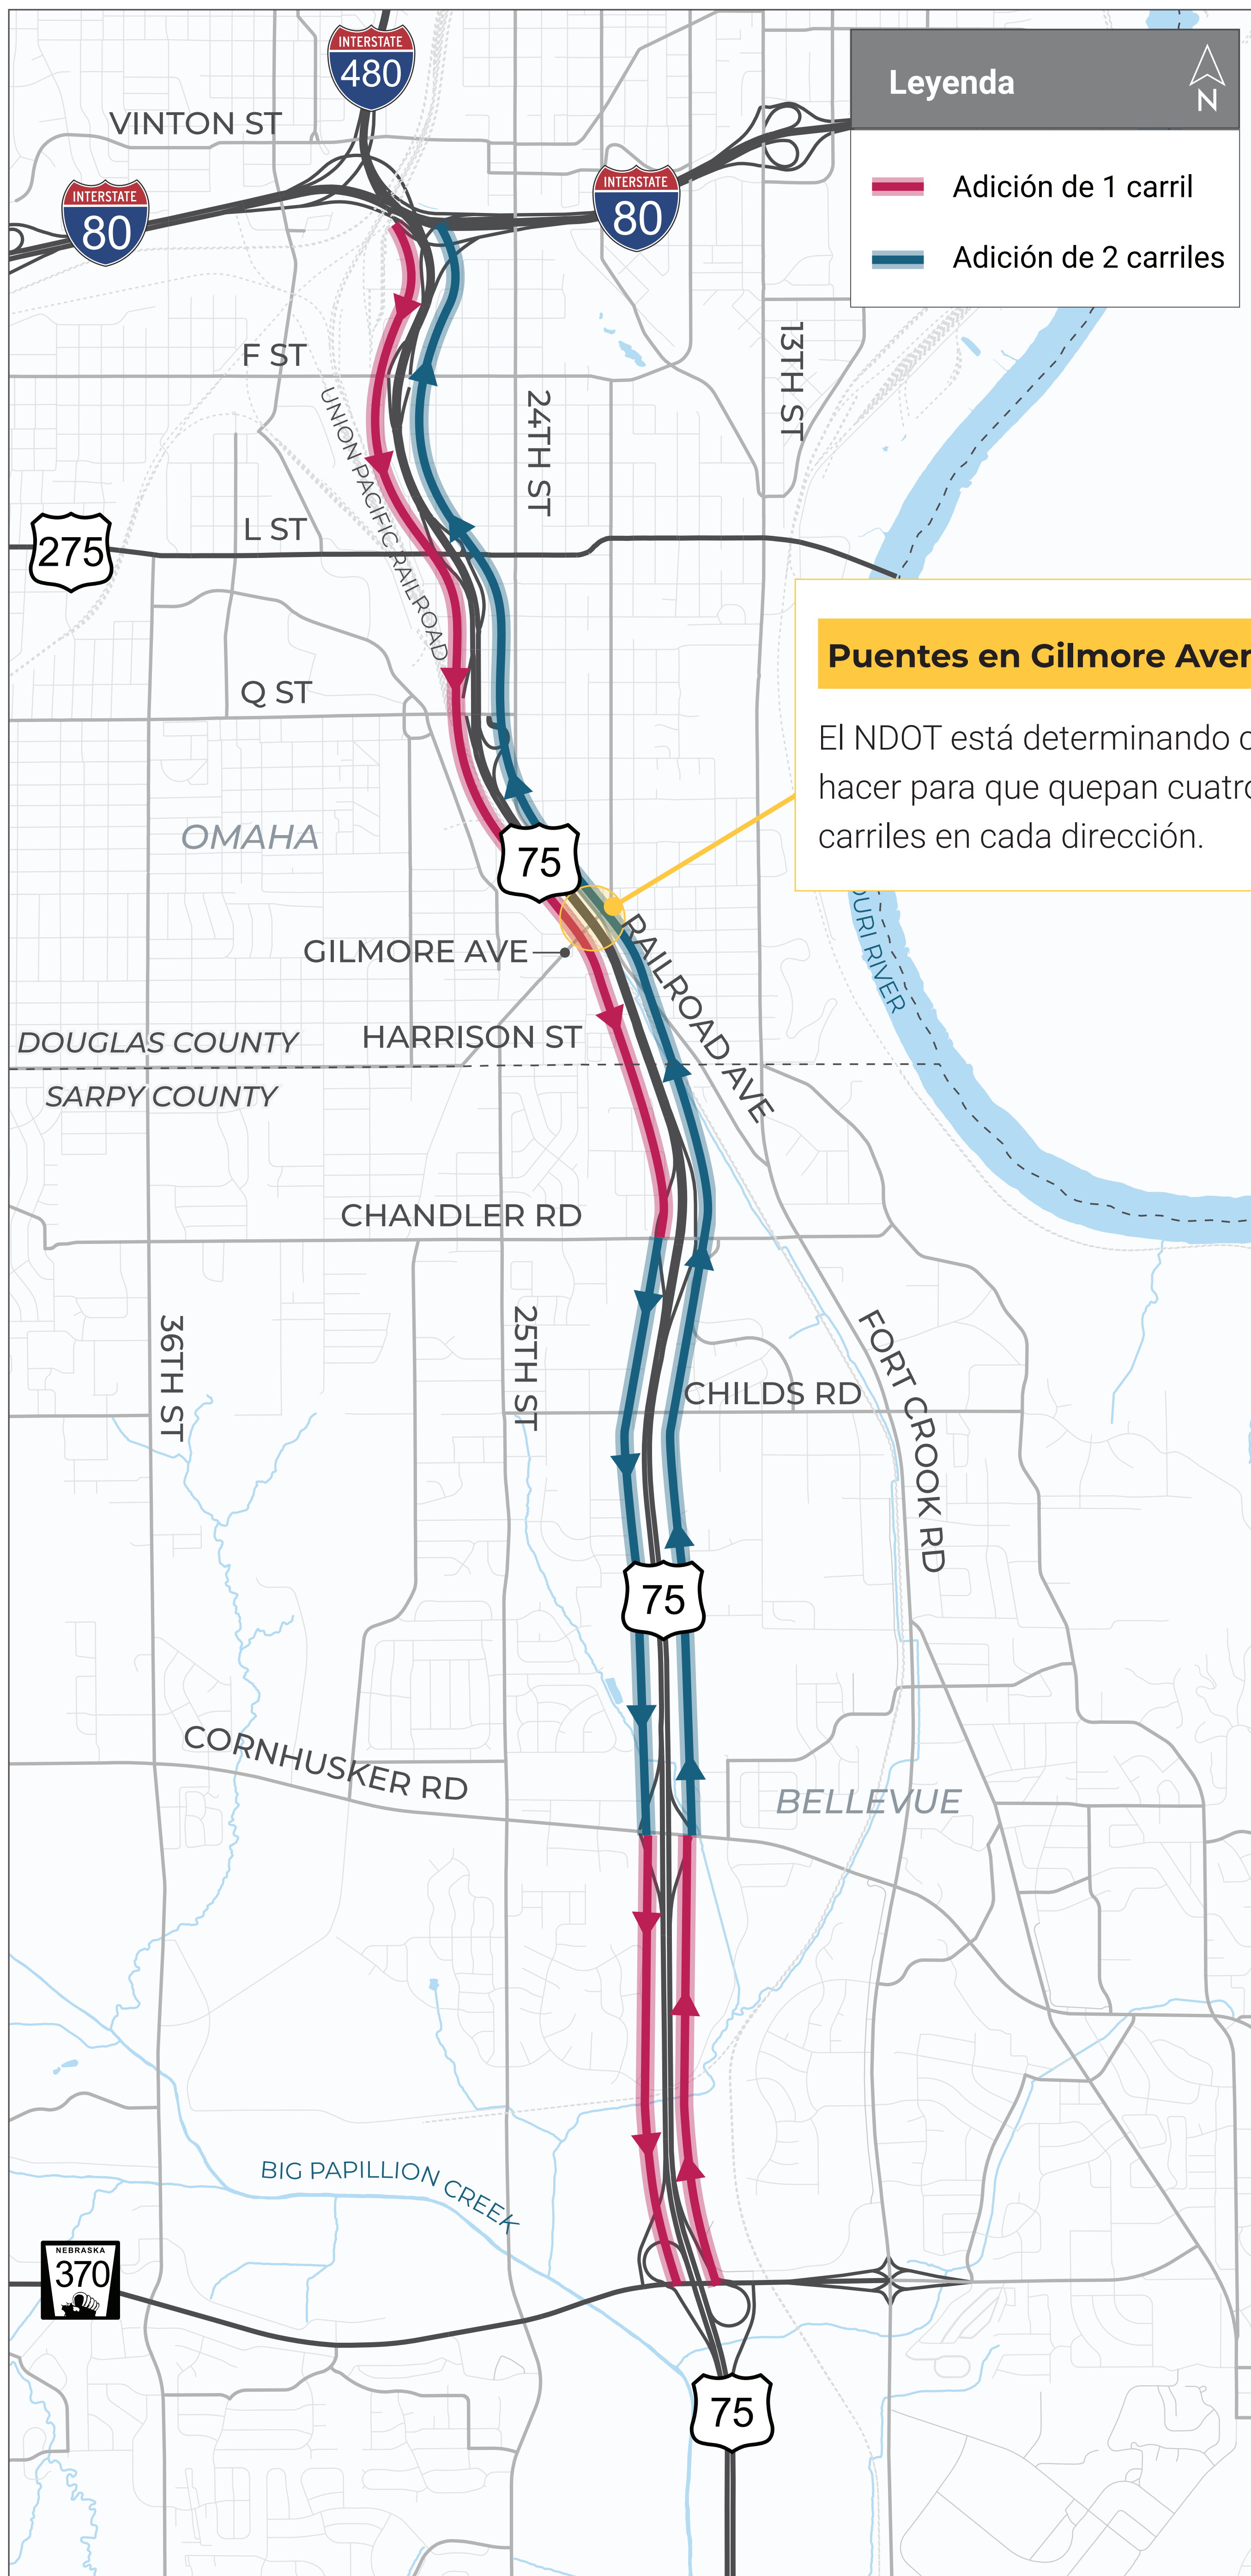 INTERSTATE
480
Leyenda
N
VINTON ST
INTERSTATE
80
INTERSTATE
80
Adición de 1 carril
Adición de 2 carriles
F ST
13TH ST
24TH ST
UNION PACIFIC RAILROAD
L ST
275
Puentes en Gilmore
El NDOT está determinando
hacer para que quepan
carriles en cada dirección.
Q ST
OMAHA
75
RIVER
GILMORE AVE
RAILROAD AVE
HARRISON ST
DOUGLAS COUNTY
SARPY COUNTY
CHANDLER RD
36TH ST
25TH ST
FORT CROOK RD
CHILDS RD
75
CORNHUSKER RD
BELLEVUE
BIG PAPILLION CREEK
NEBRASKA
370
75